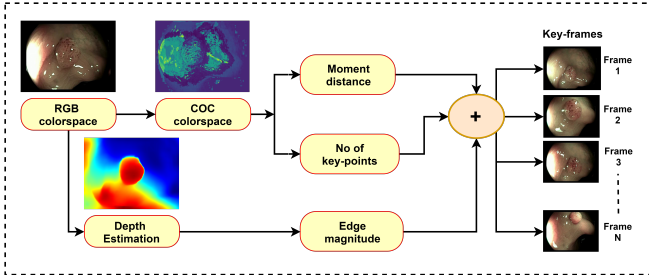 Key-frames
Moment
distance
Frame
1
RGB
colorspace
COC
colorspace
+
Frame
2
No of
key-points
Frame
3
Depth
Estimation
Edge
magnitude
Frame
N